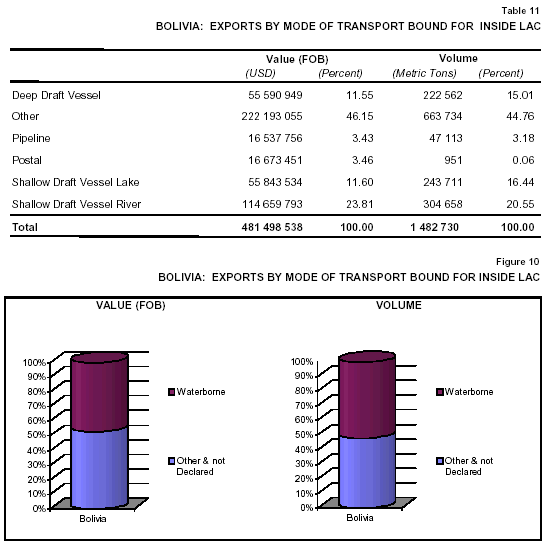 Table 11
BOLIVIA: EXPORTS BY MODE OF TRANSPORT BOUND FOR INSIDE LAC
Value (FOB) Volume
(USD) (Percent) (Metric Tons) (Percent)
Deep Draft Vessel 55 590 949 11.55 222 562 15.01
Other 222 193 055 46.15 663 734 44.76
Pipeline 16 537 756 3.43 47 113 3.18
Postal 16 673 451 3.46 951 0.06
Shallow Draft Vessel Lake 55 843 534 11.60 243 711 16.44
Shallow Draft Vessel River 114 659 793 23.81 304 658 20.55
Total 481 498 538 100.00 1 482 730 100.00
Figure 10
BOLIVIA: EXPORTS BY MODE OF TRANSPORT BOUND FOR INSIDE LAC
VALUE (FOB)
100%
90%
80%
70%
60%
50%
40%
30%
20%
10%
0%
Bolivia
Waterborne
Other & not
Declared
VOLUME
100%
90%
80%
70%
60%
50%
40%
30%
20%
10%
0%
Bolivia
Waterborne
Other & not
Declared